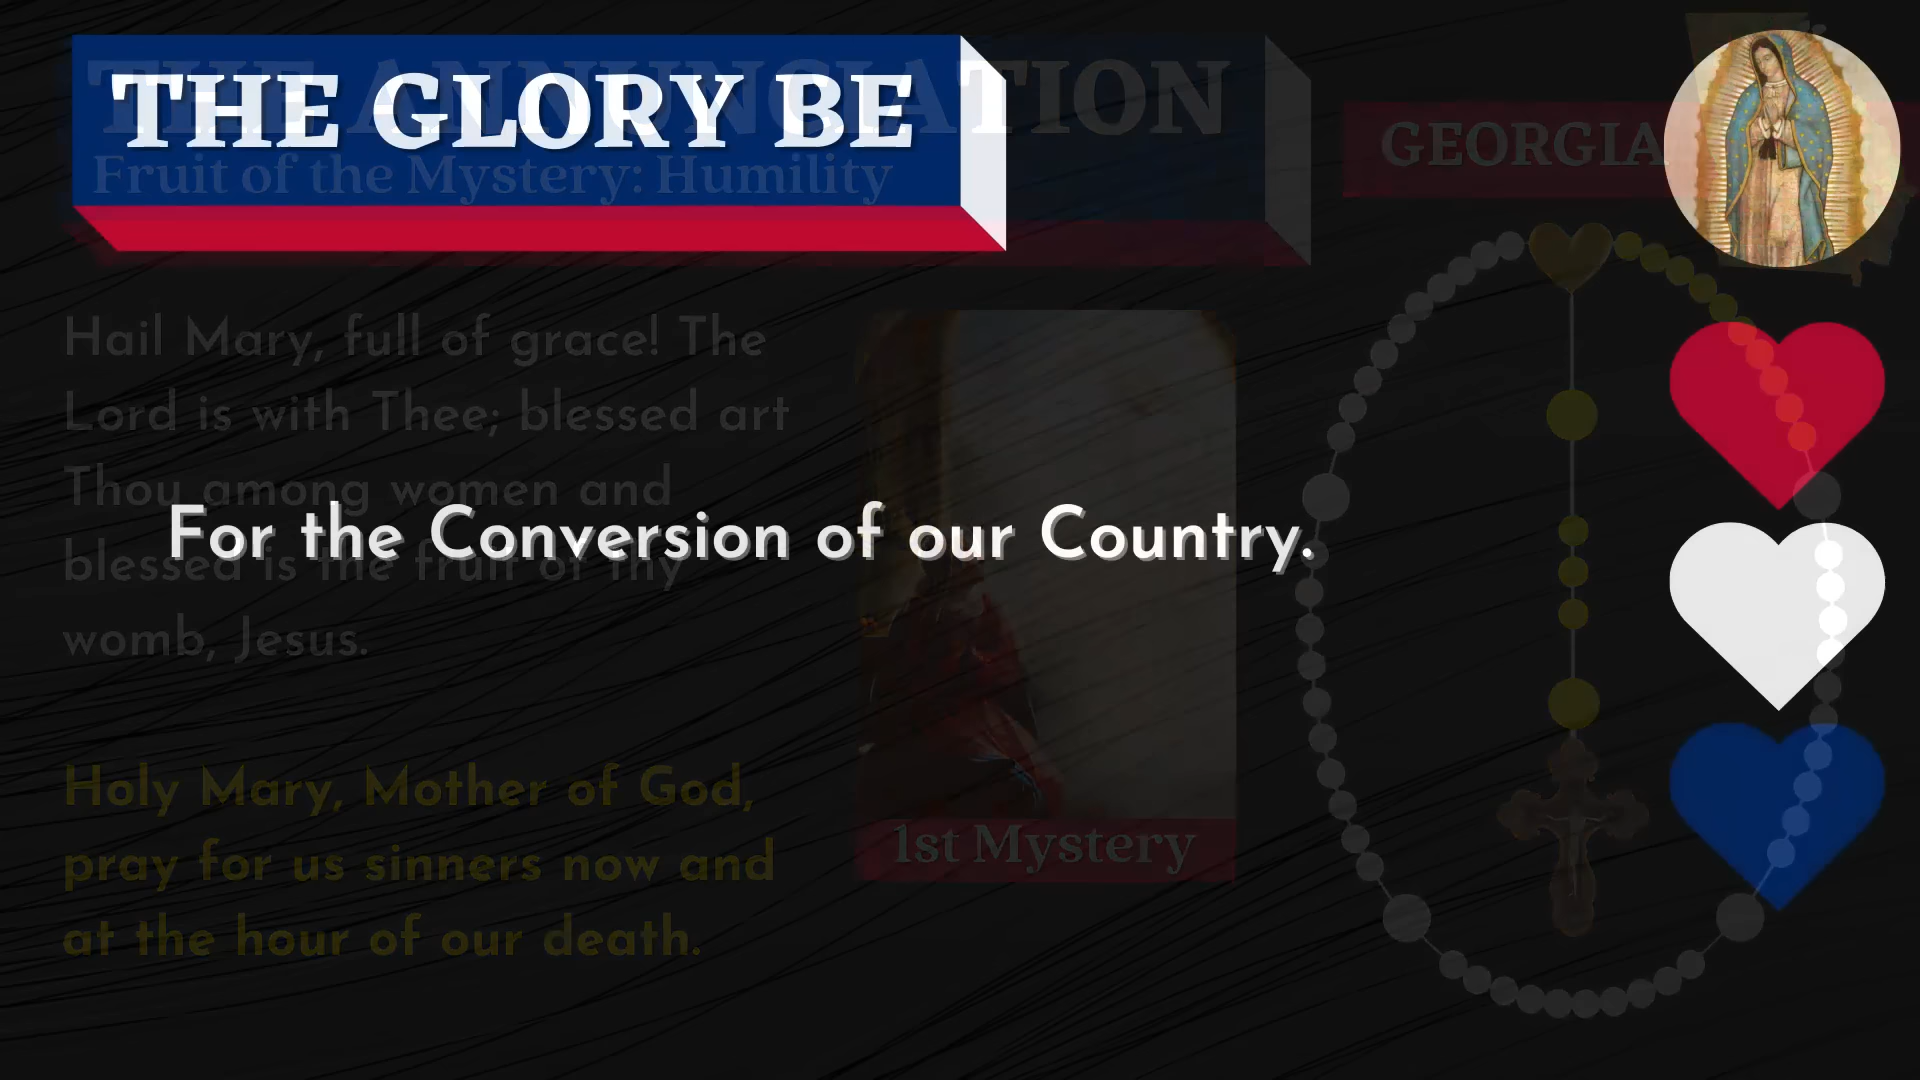 THE GLORY BE
THE ANNUNCIATION
Fruit of the Mystery: Humility
GEORGIA
Hail Mary, full of grace! The
Lord is with Thee; blessed art
Thou among women and
blessed is the fruit of thy
womb, Jesus.
For the Conversion of our Country.
Holy Mary, Mother of God,
pray for us sinners now and
at the hour of our death.
1st Mystery